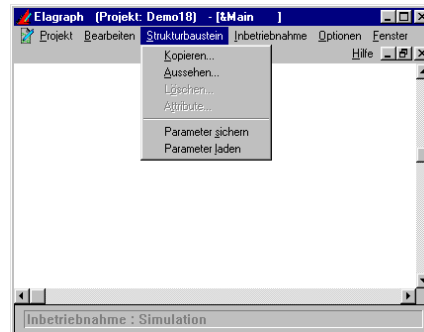 Elagraph (Projekt: Demo18) - [&Main ]
Projekt Bearbeiten Strukturbaustein Inbetriebnahme Optionen Fenster
Hilfe
Kopieren...
Aussehen...
Löschen...
Attribute...
Parameter sichern
Parameter laden
Inbetriebnahme : Simulation